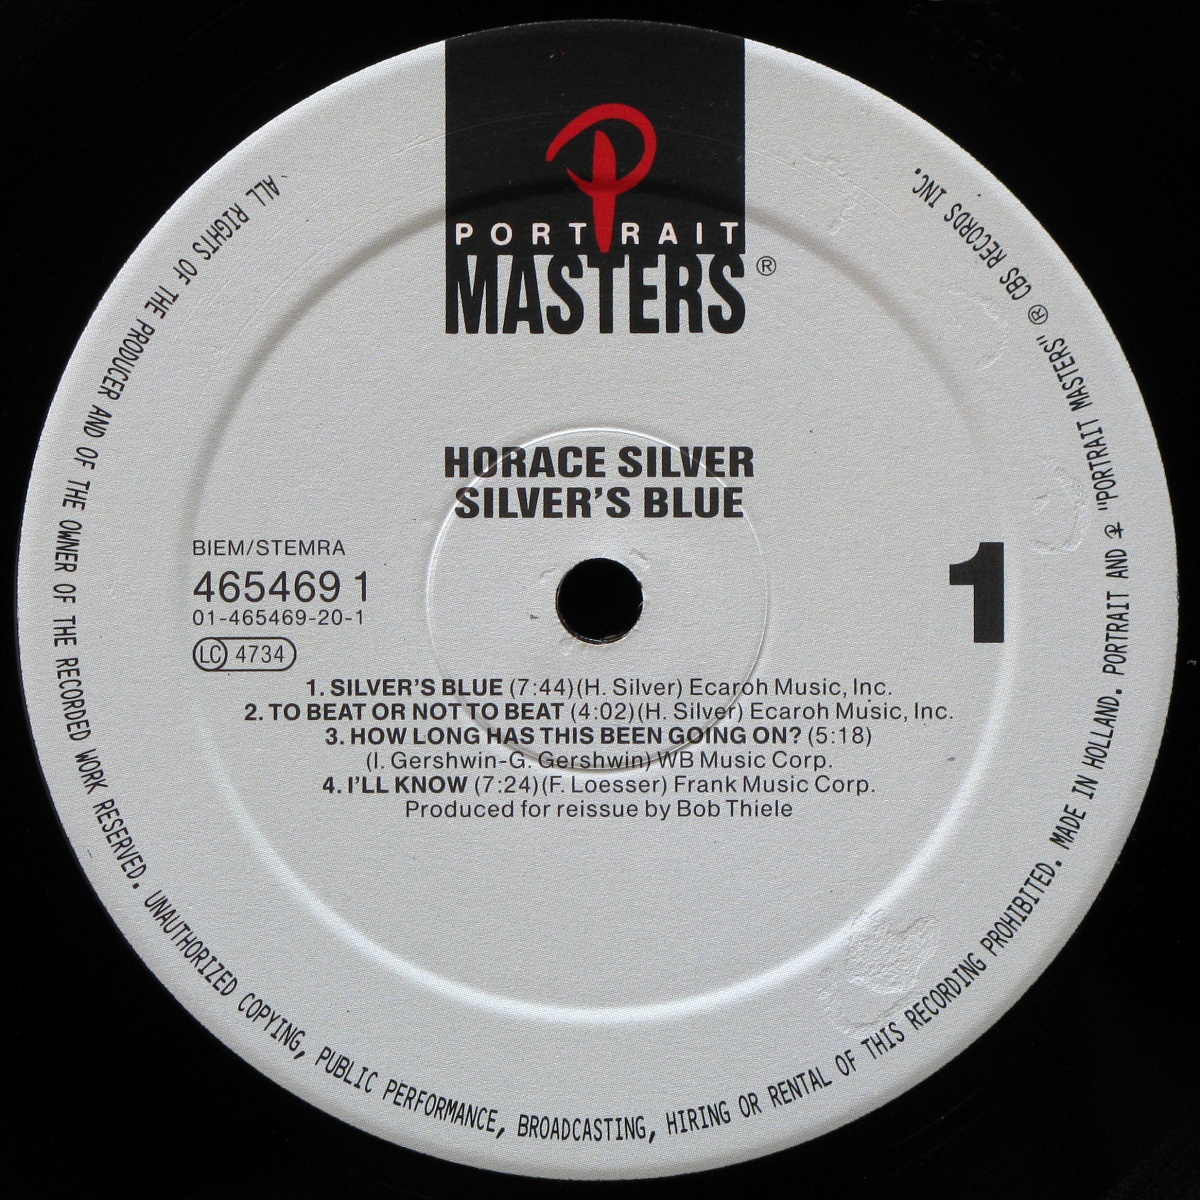 PORTRAIT
MASTERS ®
HORACE SILVER
SILVER'S BLUE
BIEM/STEMRA
465469 1
01-465469-20-1
LC 4734
1
1. SILVER'S BLUE (7:44)(H. Silver) Ecaroh Music, Inc.
2. TO BEAT OR NOT TO BEAT (4:02)(H. Silver) Ecaroh Music, Inc.
3. HOW LONG HAS THIS BEEN GOING ON? (5:18)
(I. Gershwin-G. Gershwin) WB Music Corp.
4. I'LL KNOW (7:24)(F. Loesser) Frank Music Corp.
Produced for reissue by Bob Thiele
ALL RIGHTS OF THE PRODUCER AND OF THE OWNER OF THE RECORDED WORK RESERVED. UNAUTHORIZED COPYING, PUBLIC PERFORMANCE, BROADCASTING, HIRING OR RENTAL OF THIS RECORDING PROHIBITED. MADE IN HOLLAND. PORTRAIT AND "PORTRAIT MASTERS" ® CBS RECORDS INC.